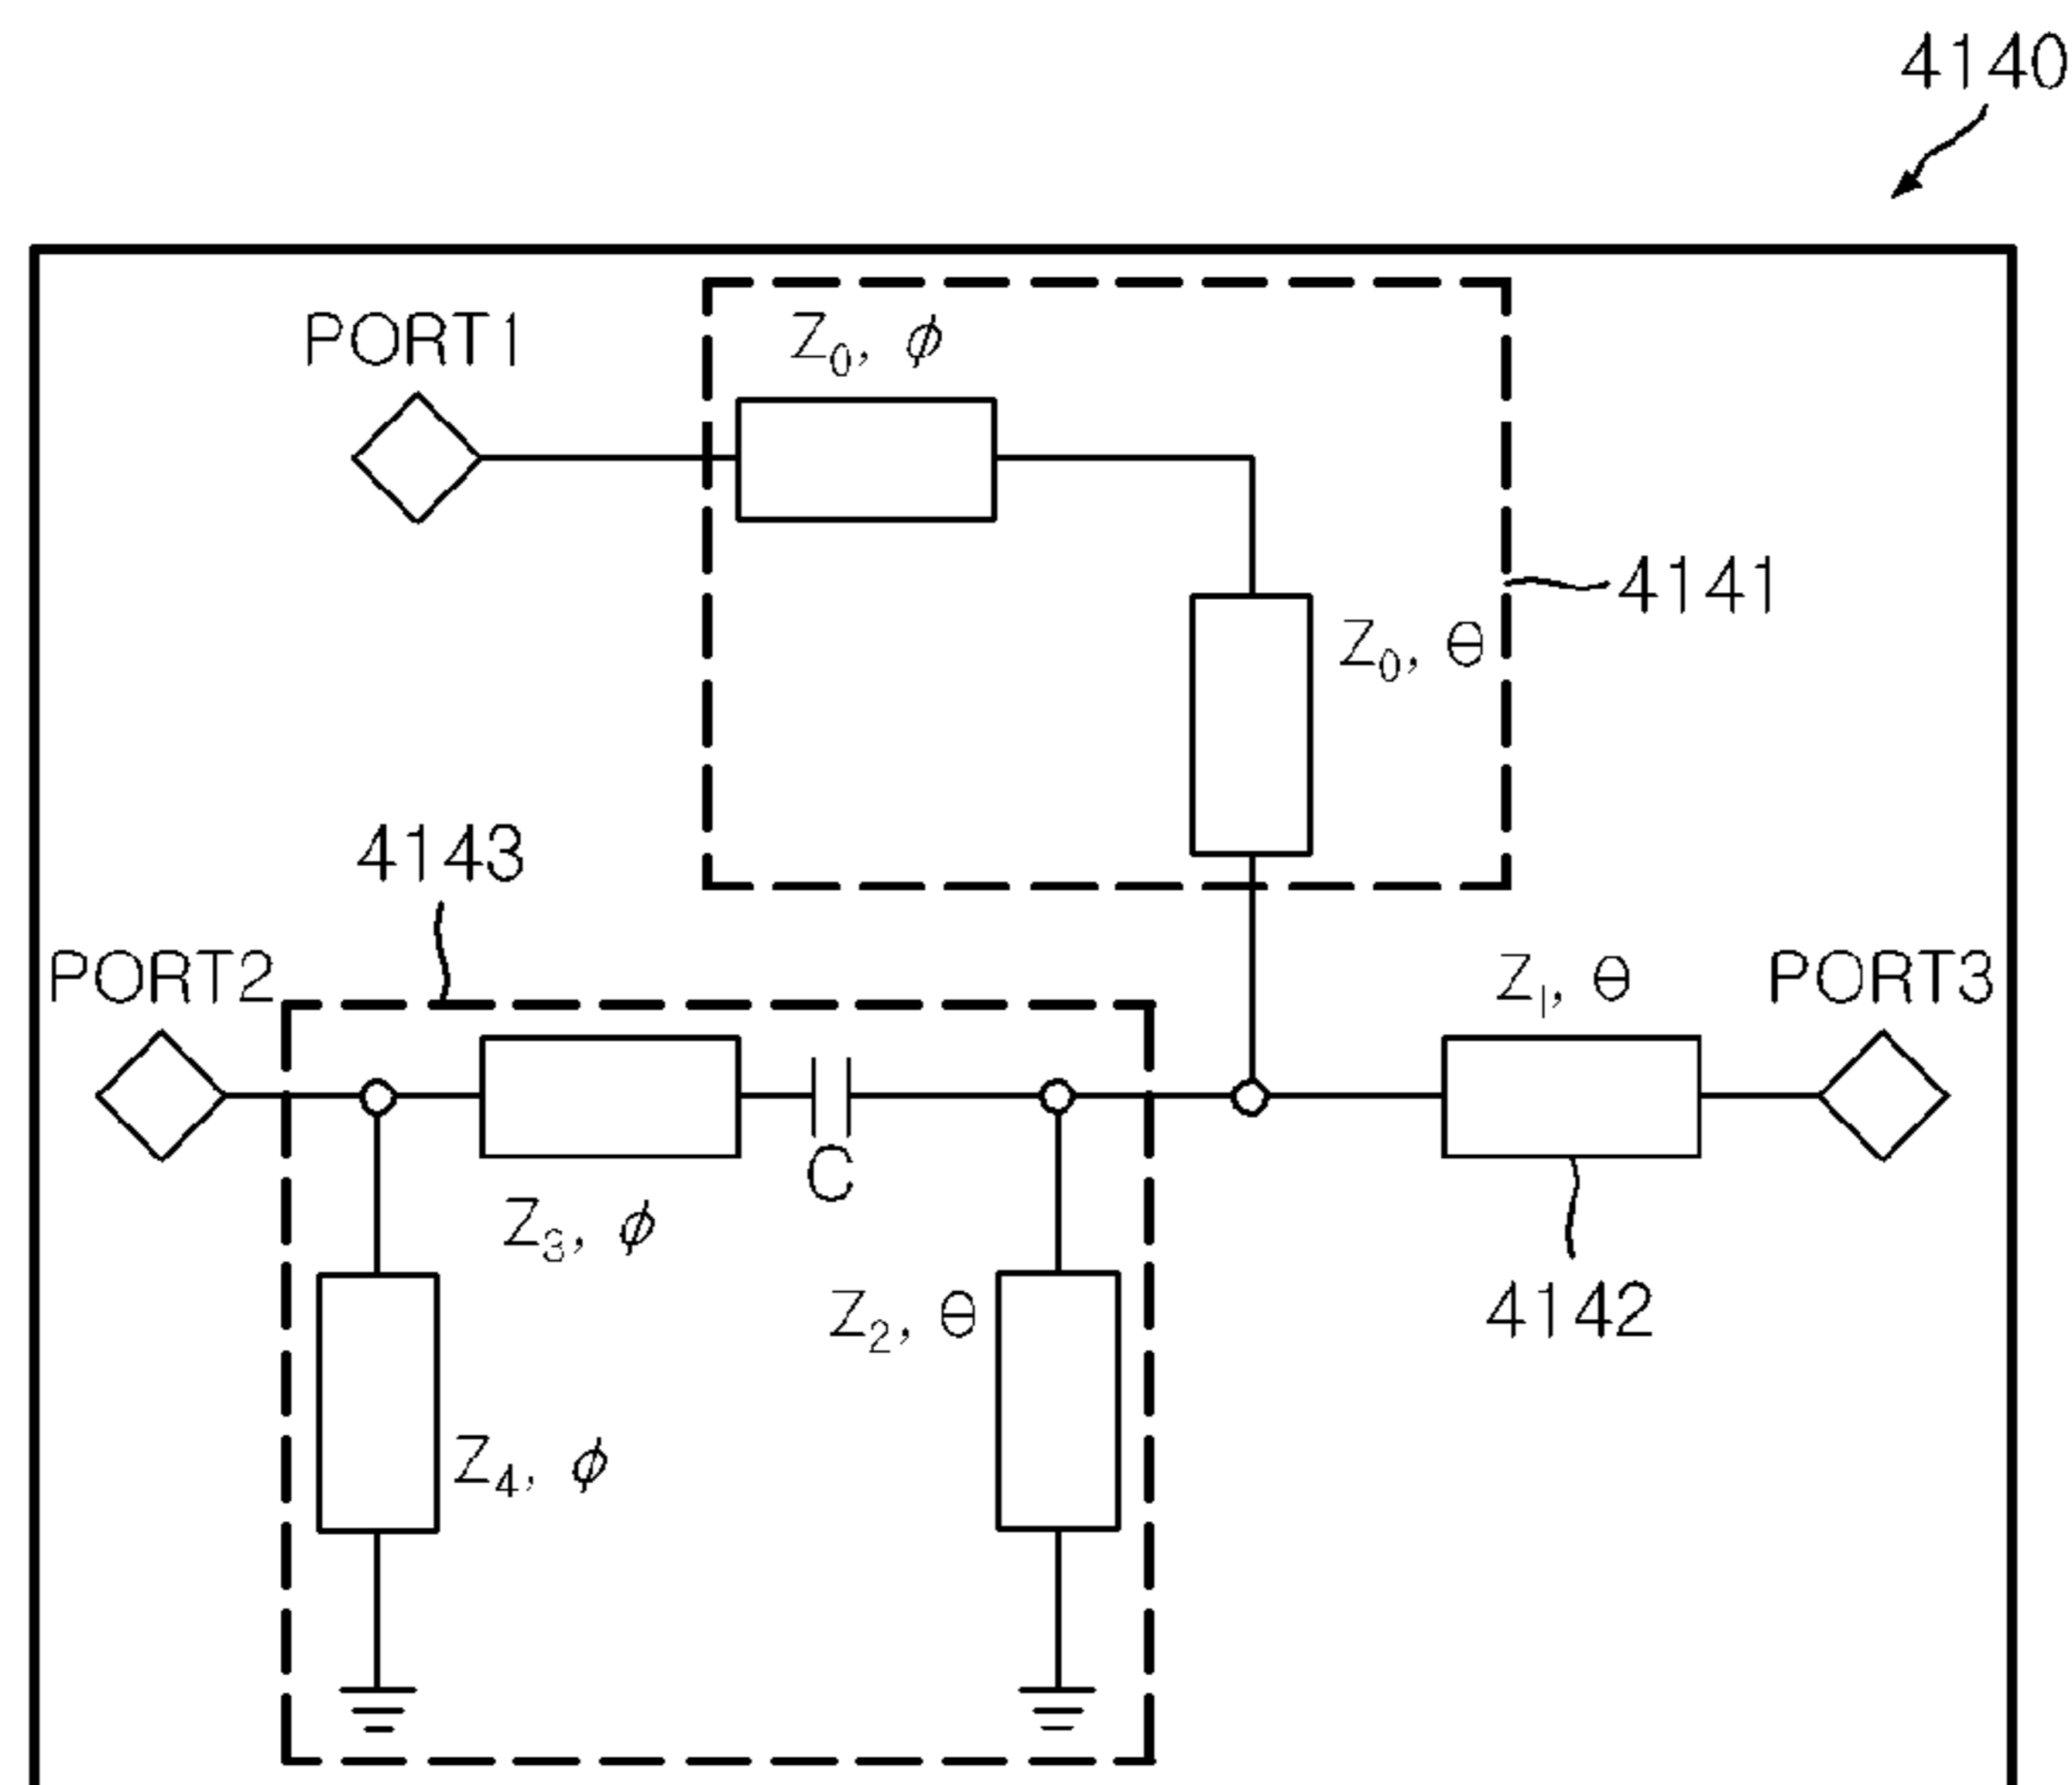 4140
PORT1
Z₀, ϕ
4141
Z₀, θ
4143
PORT2
Z₁, θ
PORT3
C
Z₃, ϕ
Z₂, θ
4142
Z₄, ϕ